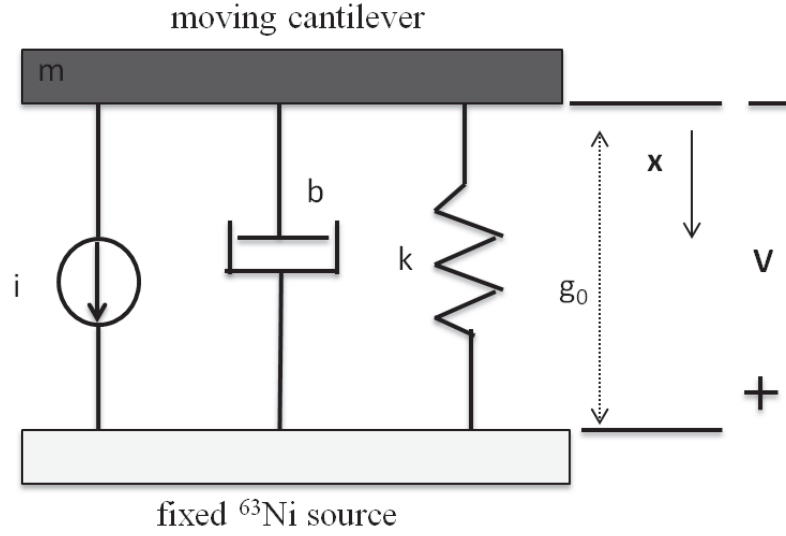 moving cantilever
m
b
x
i
k
g₀
v
−
+
fixed ⁶³Ni source